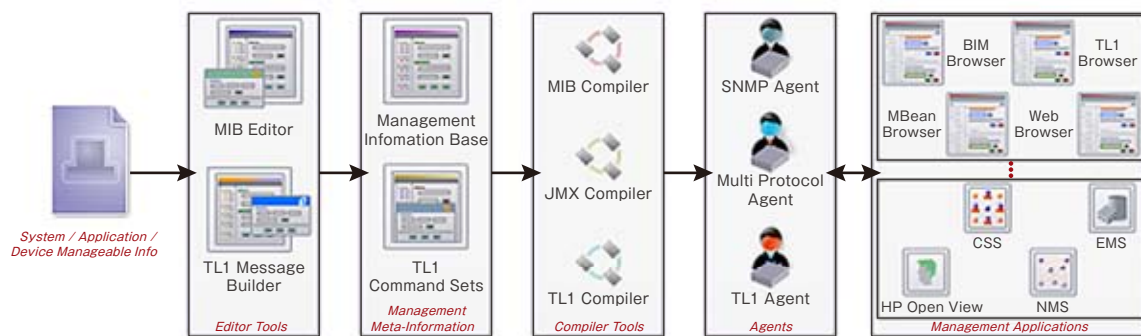 System / Application /
Device Manageable Info
MIB Editor
TL1 Message
Builder
Editor Tools
Management
Infomation Base
TL1
Command Sets
Management
Meta-Information
MIB Compiler
JMX Compiler
TL1 Compiler
Compiler Tools
SNMP Agent
Multi Protocol
Agent
TL1 Agent
Agents
BIM
Browser
TL1
Browser
MBean
Browser
Web
Browser
CSS
EMS
HP Open View
NMS
Management Applications